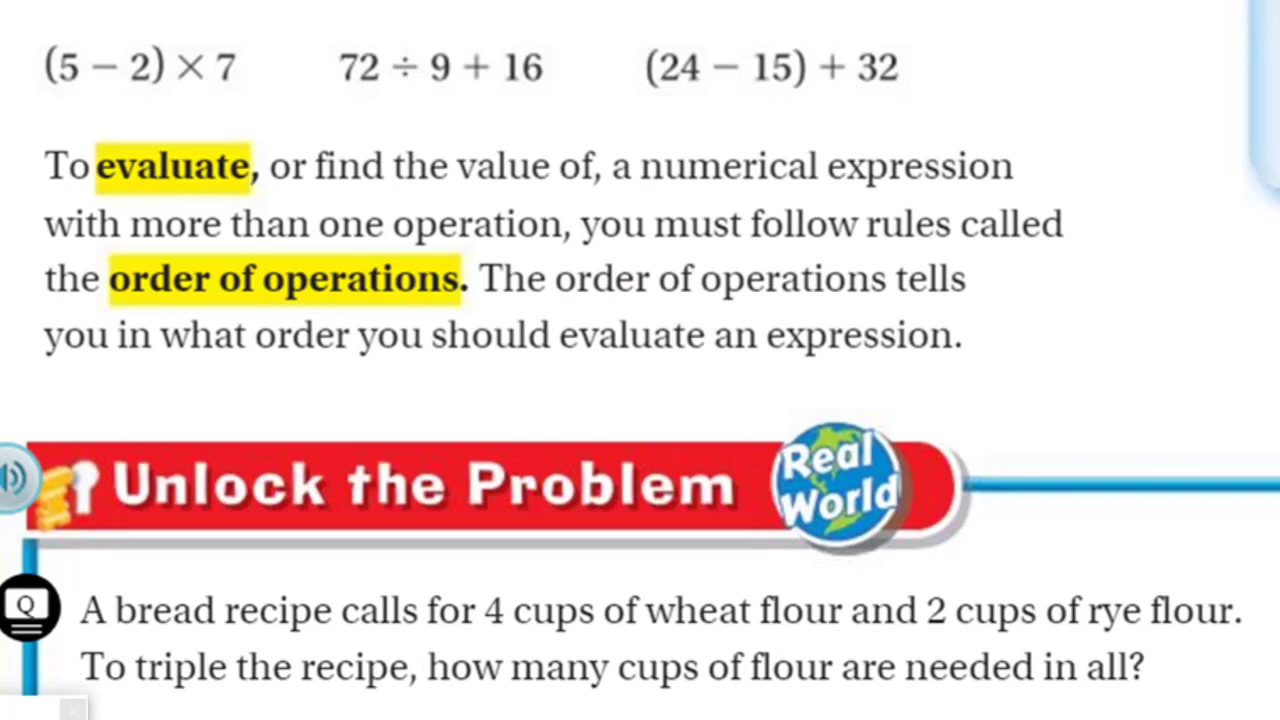 (5 − 2) × 7 72 ÷ 9 + 16 (24 − 15) + 32
To evaluate, or find the value of, a numerical expression
with more than one operation, you must follow rules called
the order of operations. The order of operations tells
you in what order you should evaluate an expression.
Unlock the Problem Real World
Q
A bread recipe calls for 4 cups of wheat flour and 2 cups of rye flour.
To triple the recipe, how many cups of flour are needed in all?